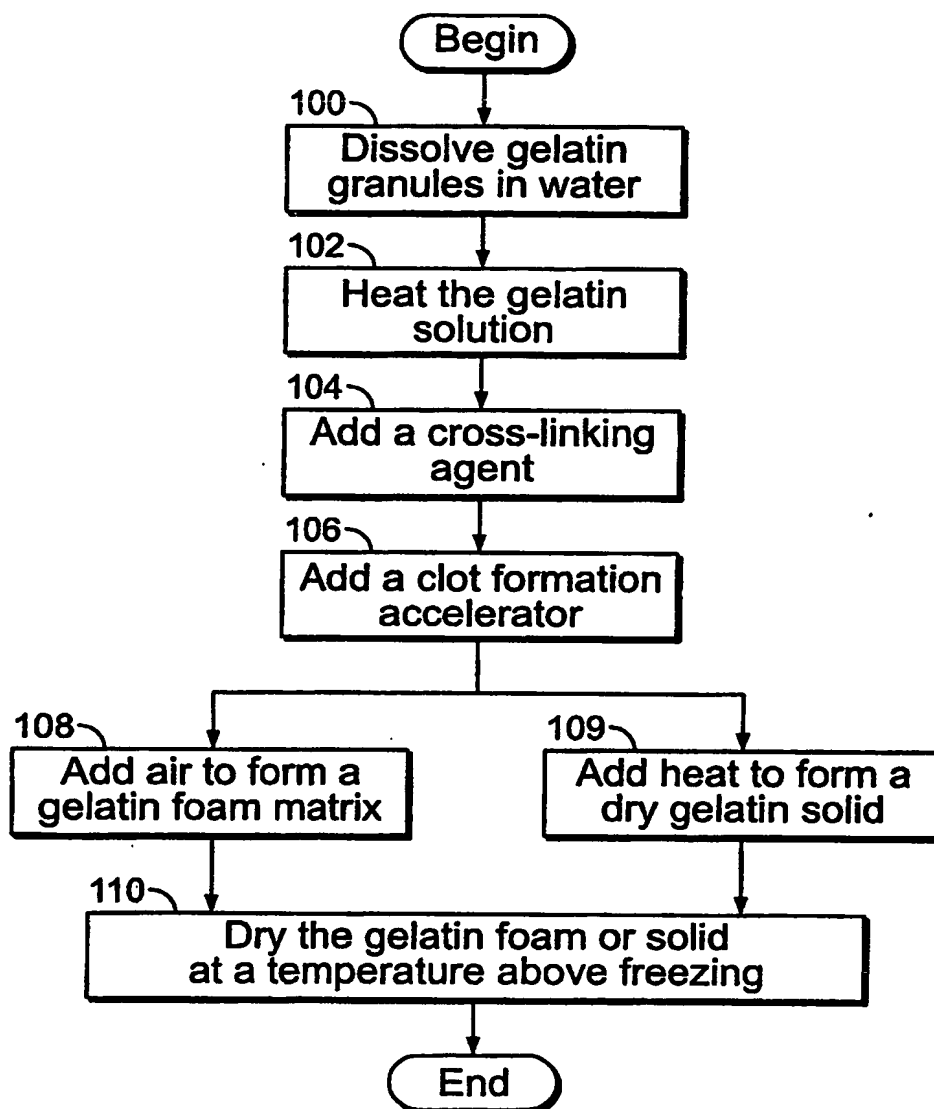 Begin
100
Dissolve gelatin
granules in water
102
Heat the gelatin
solution
104
Add a cross-linking
agent
106
Add a clot formation
accelerator
108
Add air to form a
gelatin foam matrix
109
Add heat to form a
dry gelatin solid
110
Dry the gelatin foam or solid
at a temperature above freezing
End